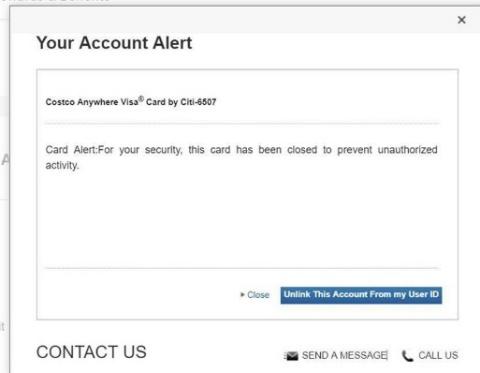 Your Account Alert
Costco Anywhere Visa® Card by Citi-6507
Card Alert:For your security, this card has been closed to prevent unauthorized
activity.
Close Unlink This Account From my User ID
CONTACT US SEND A MESSAGE CALL US